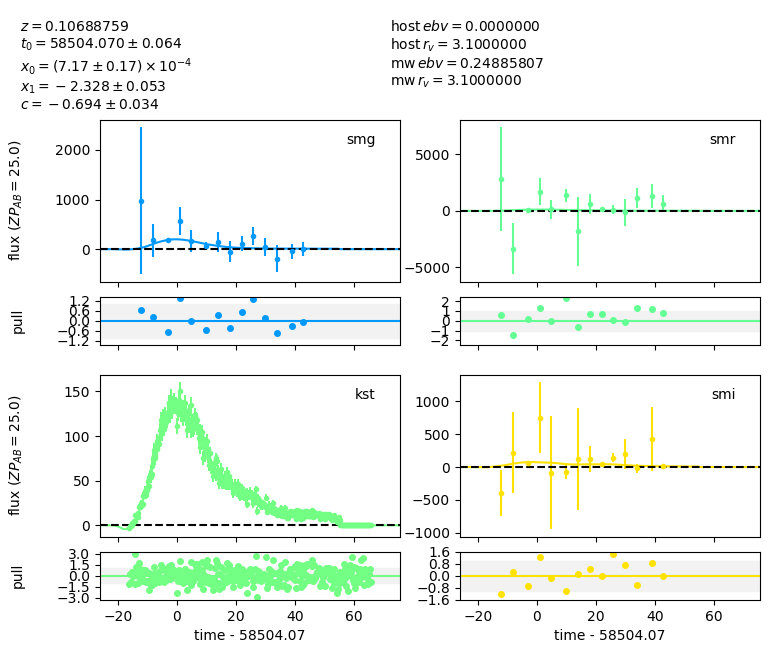 z = 0.10688759
t₀ = 58504.070 ± 0.064
x₀ = (7.17 ± 0.17) × 10⁻⁴
x₁ = −2.328 ± 0.053
c = −0.694 ± 0.034
host ebv = 0.0000000
host r_v = 3.1000000
mw ebv = 0.24885807
mw r_v = 3.1000000
flux (ZP_AB = 25.0)
2000
1000
0
smg
5000
0
−5000
smr
pull
1.2
0.6
0.0
−0.6
−1.2
2
1
0
−1
−2
flux (ZP_AB = 25.0)
150
100
50
0
kst
1000
500
0
−500
−1000
smi
pull
3.0
1.5
0.0
−1.5
−3.0
1.6
0.8
0.0
−0.8
−1.6
−20 0 20 40 60
−20 0 20 40 60
time - 58504.07
time - 58504.07